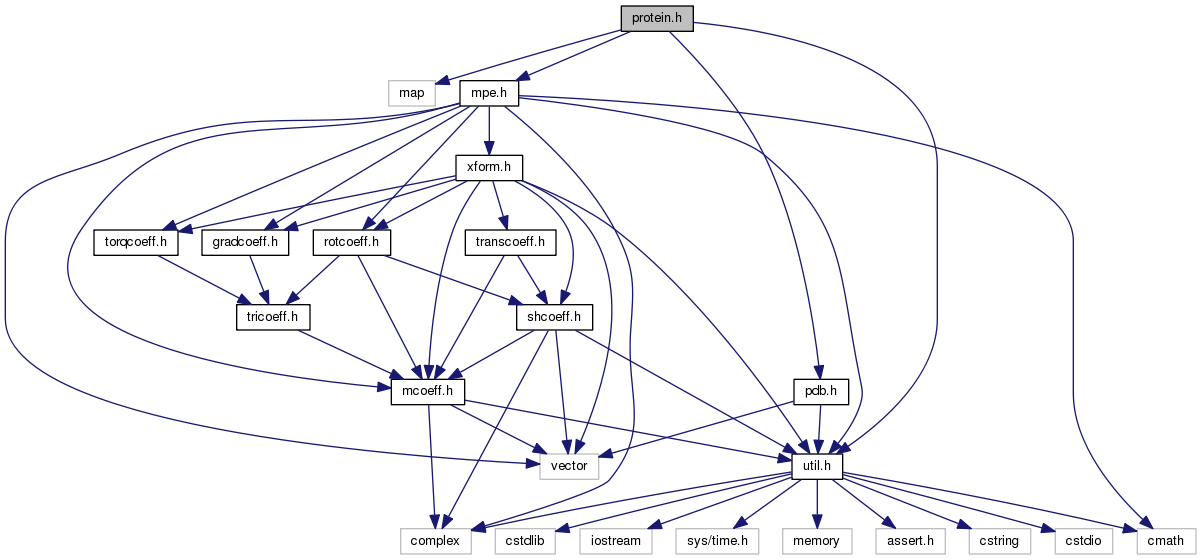 protein.h
map
mpe.h
xform.h
torqcoeff.h
gradcoeff.h
rotcoeff.h
transcoeff.h
tricoeff.h
shcoeff.h
mcoeff.h
pdb.h
vector
util.h
complex
cstdlib
iostream
sys/time.h
memory
assert.h
cstring
cstdio
cmath